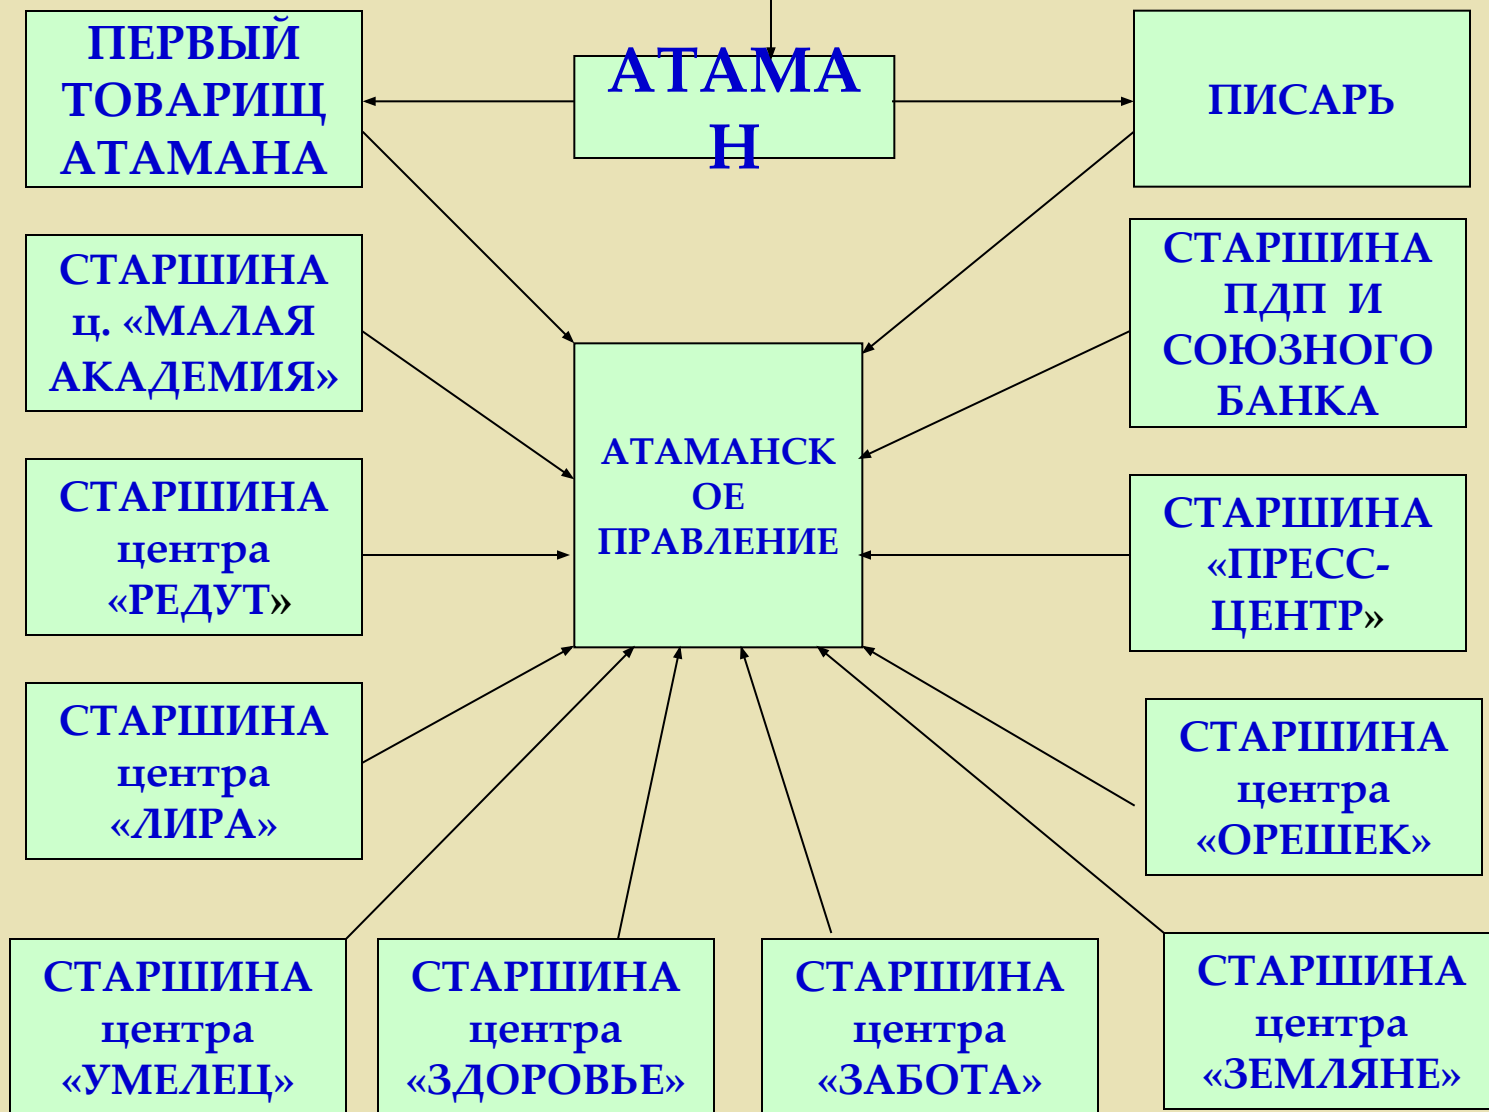 ПЕРВЫЙ
ТОВАРИЩ
АТАМАНА
АТАМА
Н
ПИСАРЬ
СТАРШИНА
ц. «МАЛАЯ
АКАДЕМИЯ»
СТАРШИНА
ПДП И
СОЮЗНОГО
БАНКА
АТАМАНСК
ОЕ
ПРАВЛЕНИЕ
СТАРШИНА
центра
«РЕДУТ»
СТАРШИНА
«ПРЕСС-
ЦЕНТР»
СТАРШИНА
центра
«ЛИРА»
СТАРШИНА
центра
«ОРЕШЕК»
СТАРШИНА
центра
«УМЕЛЕЦ»
СТАРШИНА
центра
«ЗДОРОВЬЕ»
СТАРШИНА
центра
«ЗАБОТА»
СТАРШИНА
центра
«ЗЕМЛЯНЕ»